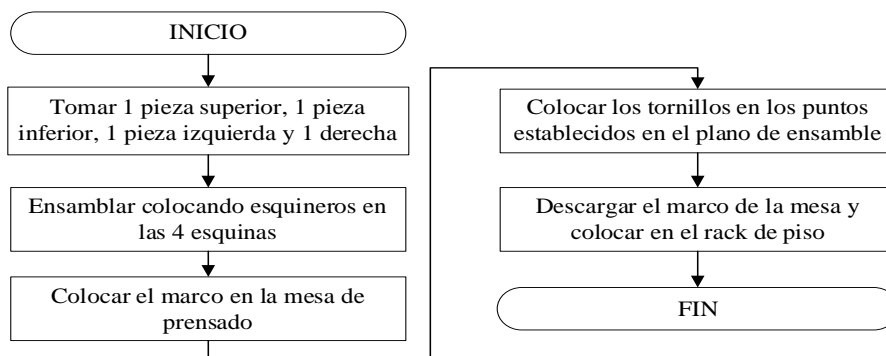 INICIO
Tomar 1 pieza superior, 1 pieza
inferior, 1 pieza izquierda y 1 derecha
Ensamblar colocando esquineros en
las 4 esquinas
Colocar el marco en la mesa de
prensado
Colocar los tornillos en los puntos
establecidos en el plano de ensamble
Descargar el marco de la mesa y
colocar en el rack de piso
FIN